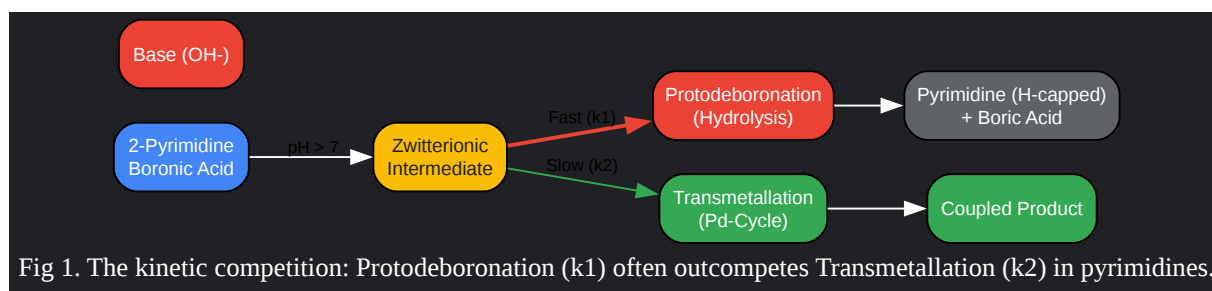 Base (OH-)
2-Pyrimidine
Boronic Acid
pH > 7
Zwitterionic
Intermediate
Fast (k1)
Slow (k2)
Protodeboronation
(Hydrolysis)
Pyrimidine (H-capped)
+ Boric Acid
Transmetallation
(Pd-Cycle)
Coupled Product
Fig 1. The kinetic competition: Protodeboronation (k1) often outcompetes Transmetallation (k2) in pyrimidines.